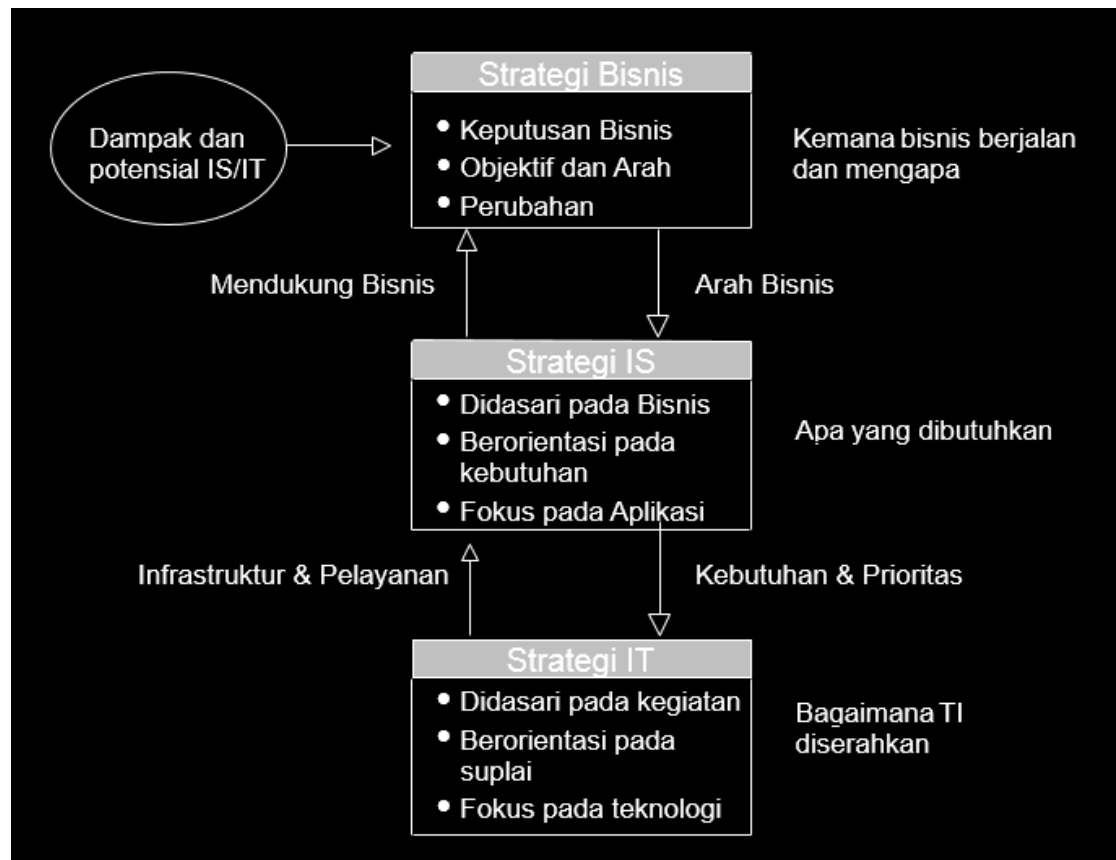 Strategi Bisnis
Dampak dan
potensial IS/IT
• Keputusan Bisnis
• Objektif dan Arah
• Perubahan
Kemana bisnis berjalan
dan mengapa
Mendukung Bisnis
Arah Bisnis
Strategi IS
• Didasari pada Bisnis
• Berorientasi pada
kebutuhan
• Fokus pada Aplikasi
Apa yang dibutuhkan
Infrastruktur & Pelayanan
Kebutuhan & Prioritas
Strategi IT
• Didasari pada kegiatan
• Berorientasi pada
suplai
• Fokus pada teknologi
Bagaimana TI
diserahkan